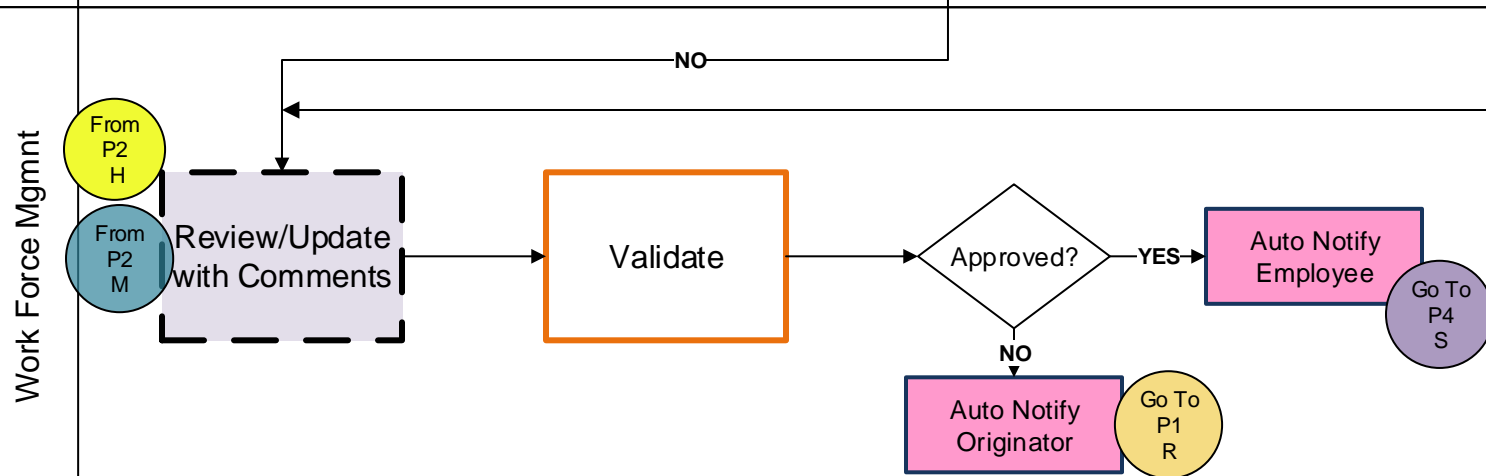 Work Force Mgmnt
NO
From
P2
H
From
P2
M
Review/Update
with Comments
Validate
Approved?
YES
Auto Notify
Employee
Go To
P4
S
NO
Auto Notify
Originator
Go To
P1
R